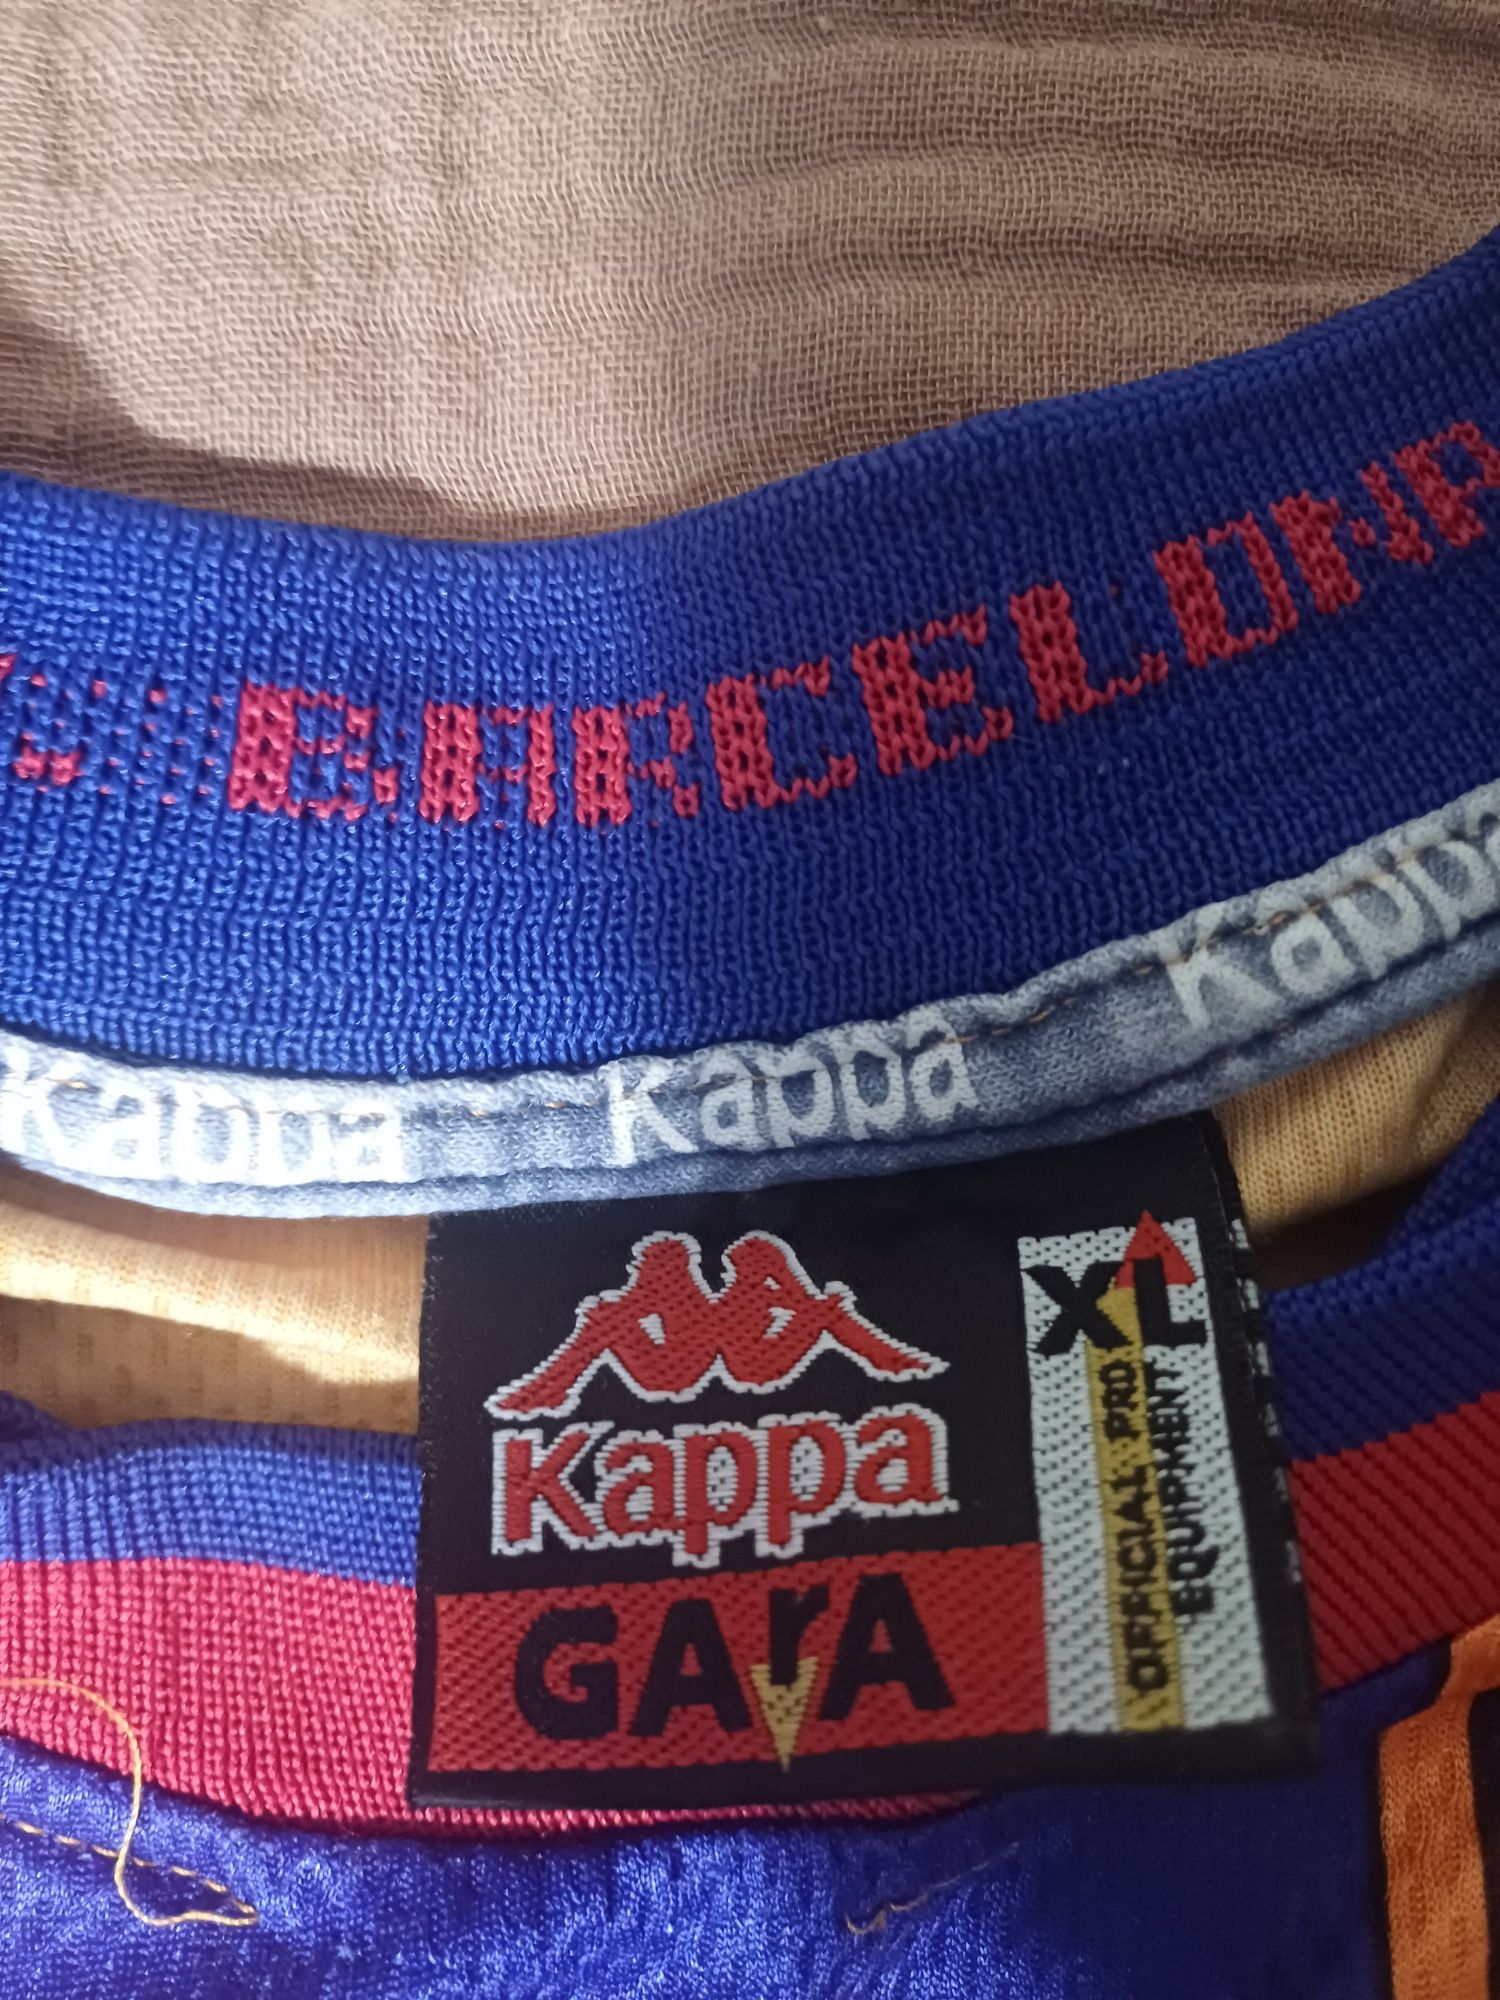 BARCELONA
Kappa Kappa Kappa
Kappa
GArA
XL
OFFICIAL PRO
EQUIPMENT